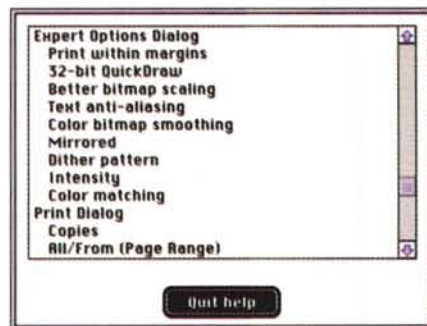 Expert Options Dialog
Print within margins
32-bit QuickDraw
Better bitmap scaling
Text anti-aliasing
Color bitmap smoothing
Mirrored
Dither pattern
Intensity
Color matching
Print Dialog
Copies
All/From (Page Range)
Quit help